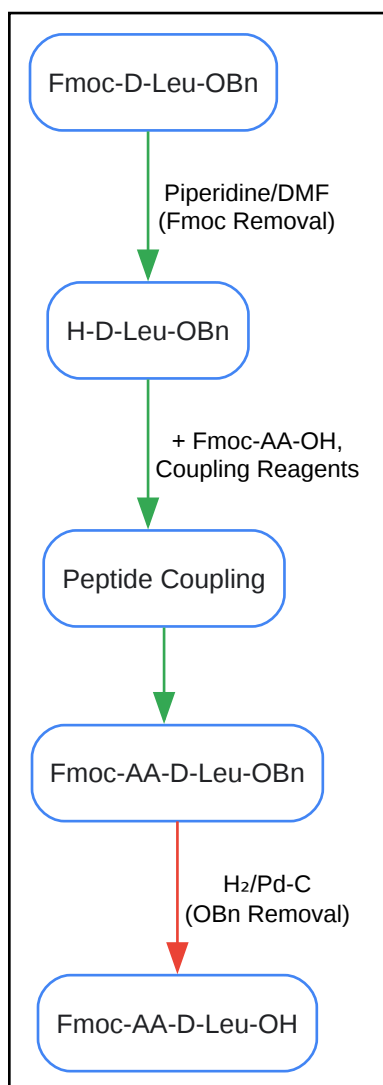 Fmoc-D-Leu-OBn
Piperidine/DMF
(Fmoc Removal)
H-D-Leu-OBn
+ Fmoc-AA-OH,
Coupling Reagents
Peptide Coupling
Fmoc-AA-D-Leu-OBn
H₂/Pd-C
(OBn Removal)
Fmoc-AA-D-Leu-OH